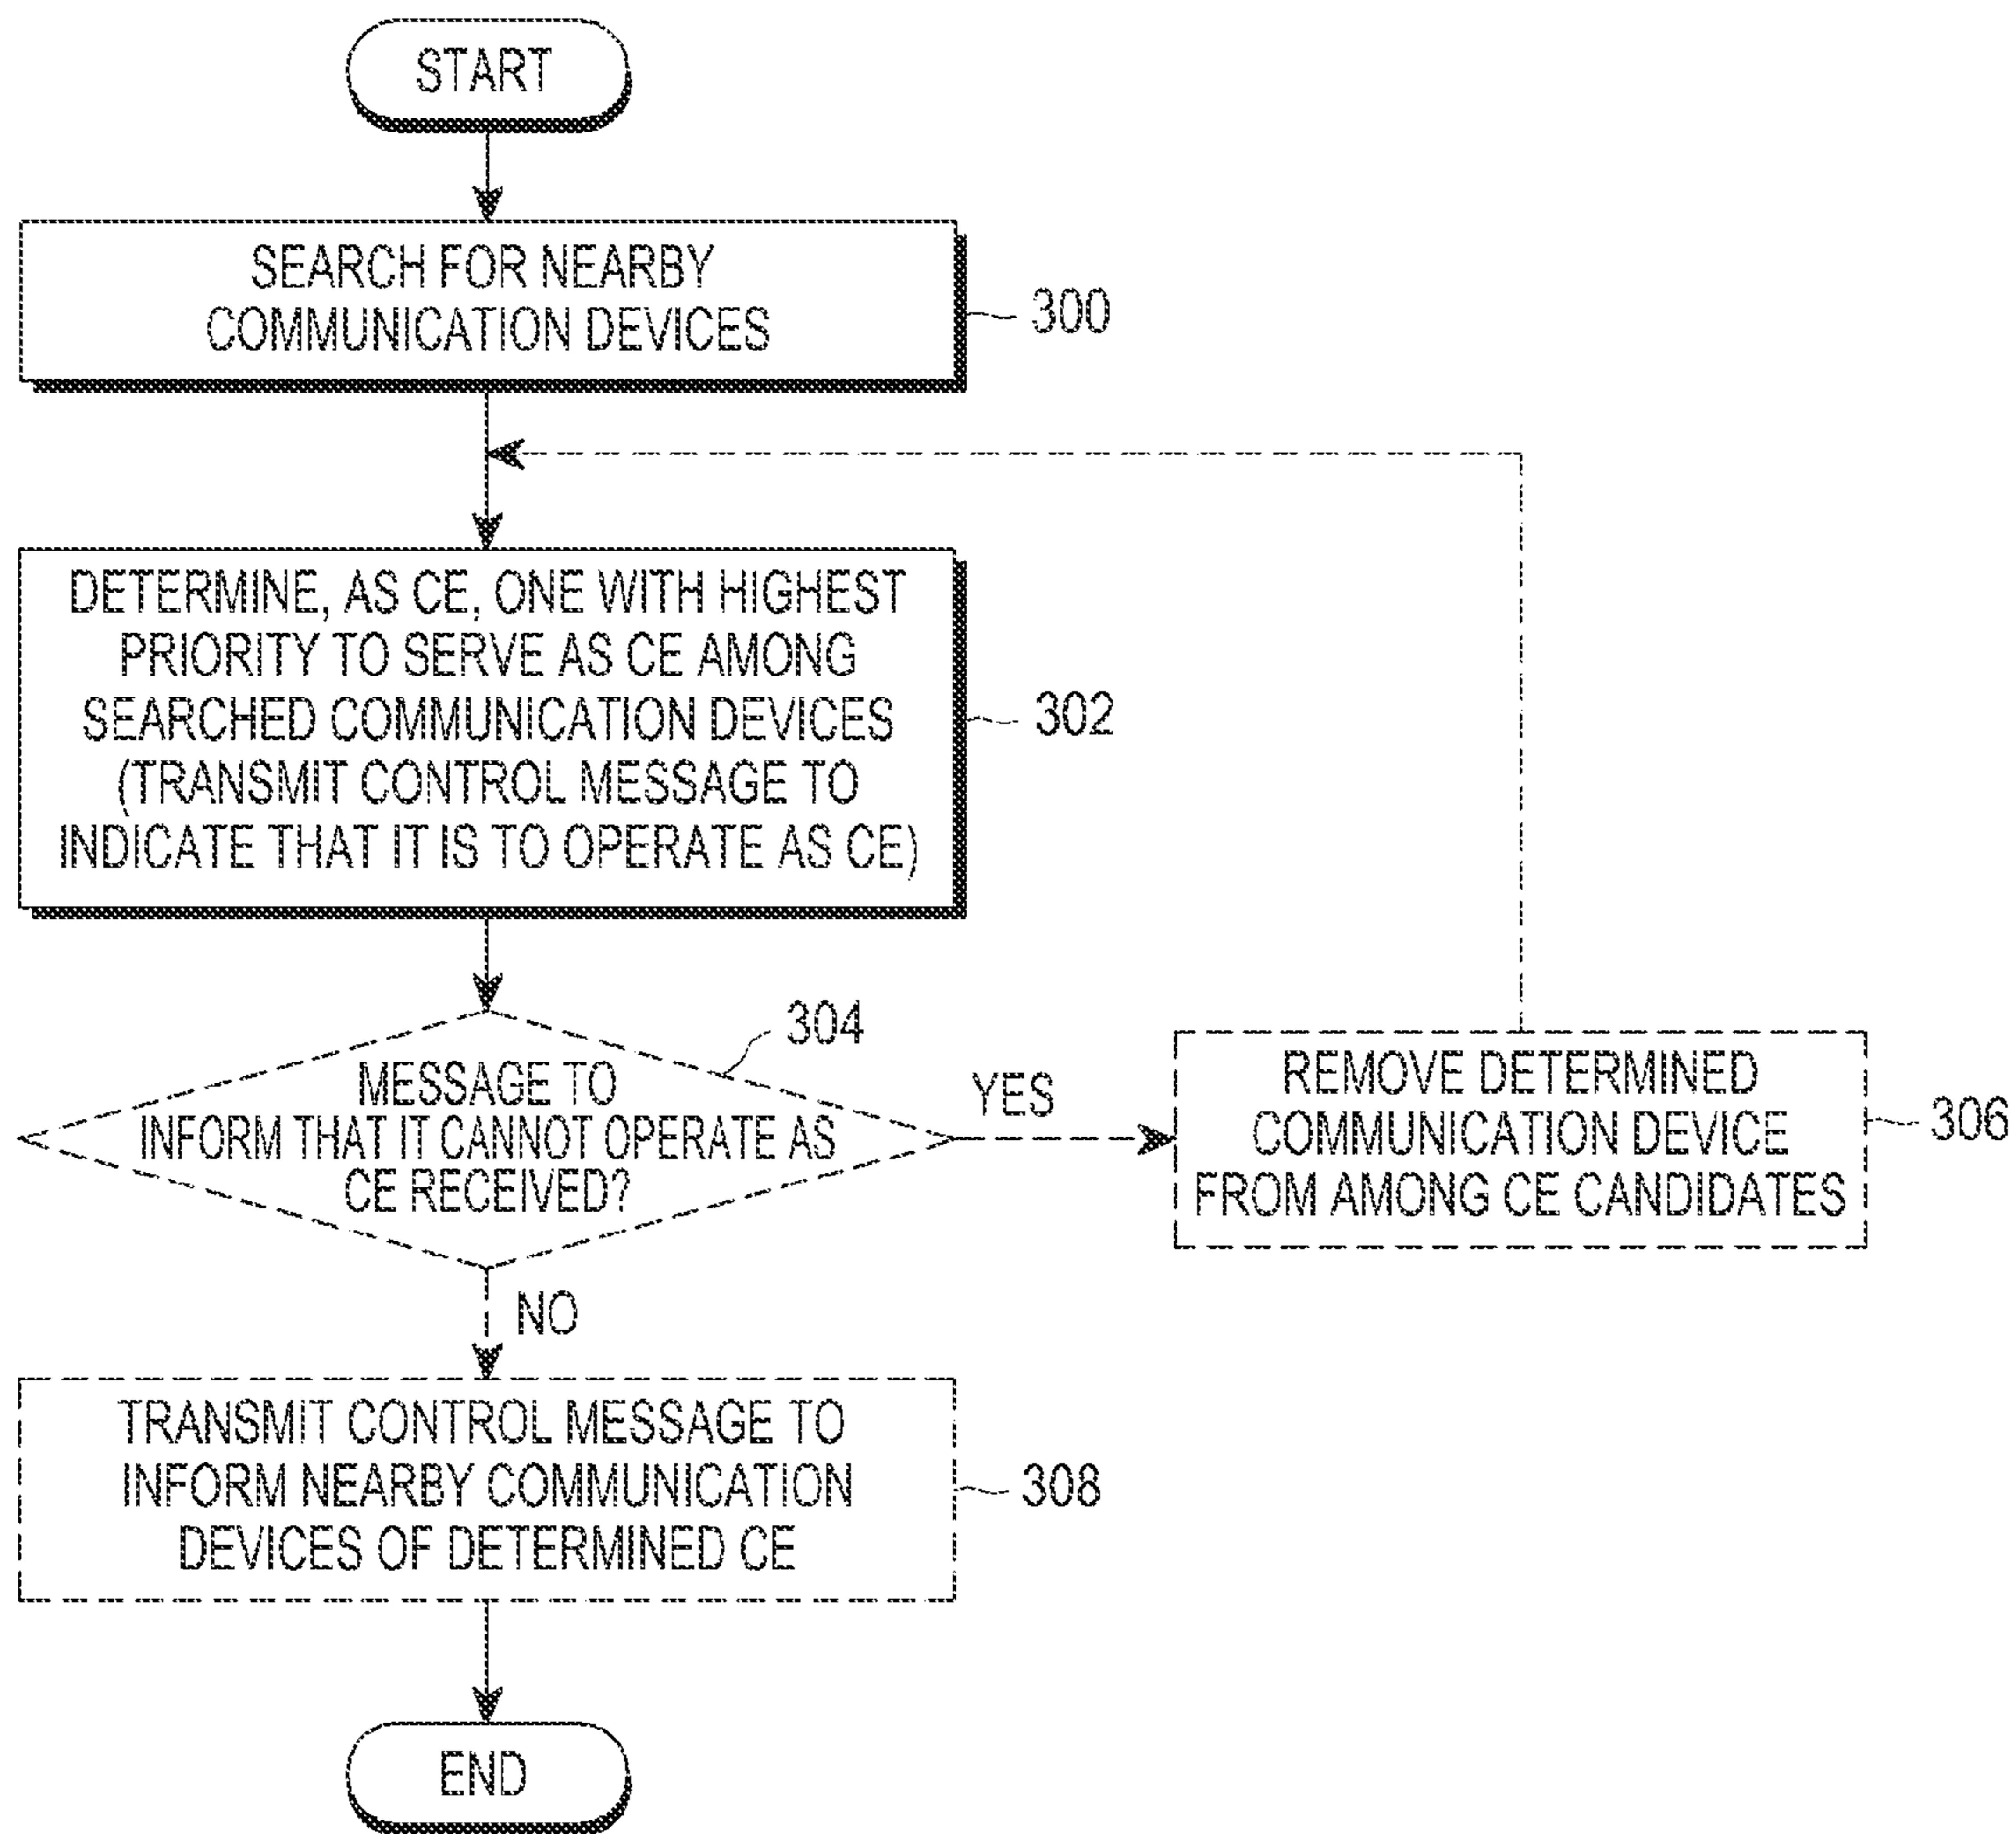 START
SEARCH FOR NEARBY
COMMUNICATION DEVICES
300
DETERMINE, AS CE, ONE WITH HIGHEST
PRIORITY TO SERVE AS CE AMONG
SEARCHED COMMUNICATION DEVICES
(TRANSMIT CONTROL MESSAGE TO
INDICATE THAT IT IS TO OPERATE AS CE)
302
304
MESSAGE TO
INFORM THAT IT CANNOT OPERATE AS
CE RECEIVED?
YES
REMOVE DETERMINED
COMMUNICATION DEVICE
FROM AMONG CE CANDIDATES
306
NO
TRANSMIT CONTROL MESSAGE TO
INFORM NEARBY COMMUNICATION
DEVICES OF DETERMINED CE
308
END